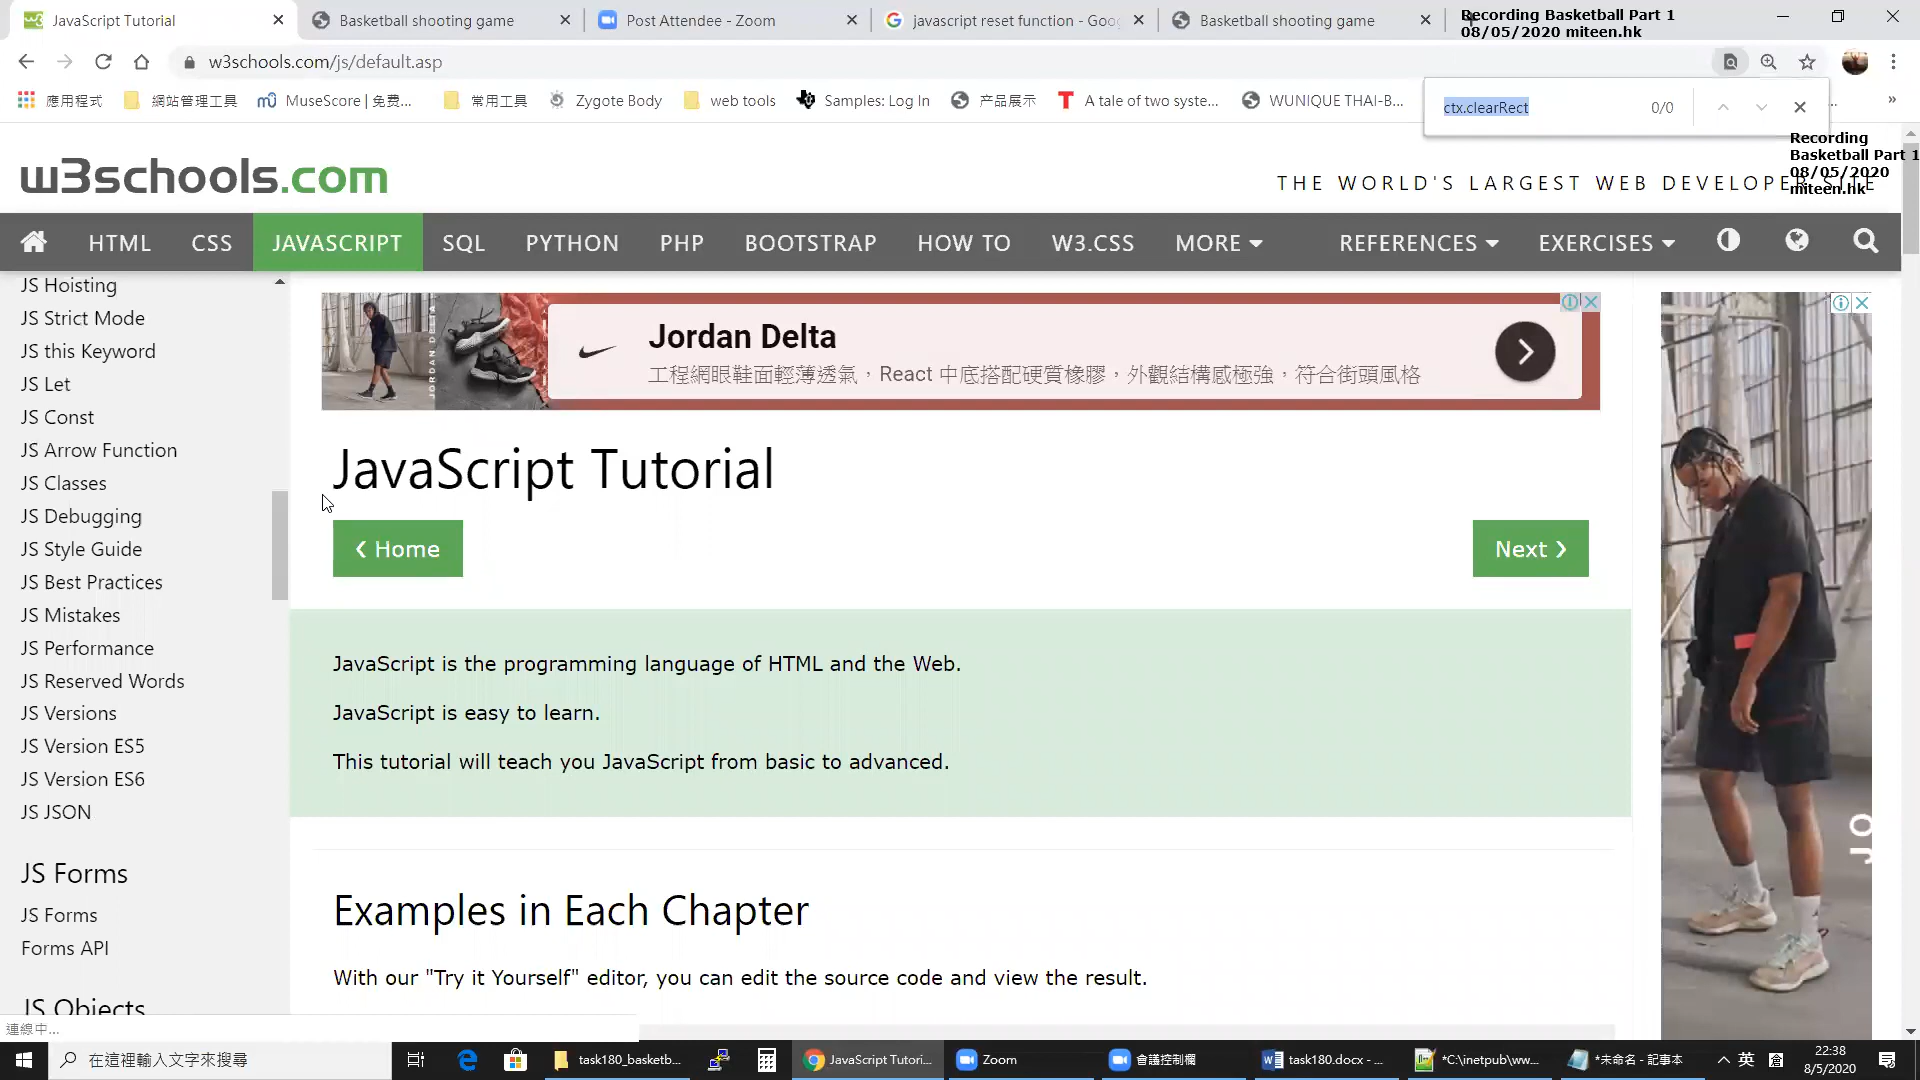 JavaScript Tutorial
Basketball shooting game
Post Attendee - Zoom
javascript reset function - Goo
Basketball shooting game
Recording Basketball Part 1
08/05/2020 miteen.hk
w3schools.com/js/default.asp
應用程式
網站管理工具
MuseScore | 免費...
常用工具
Zygote Body
web tools
Samples: Log In
产品展示
A tale of two syste...
WUNIQUE THAI-B...
»
ctx.clearRect
0/0
Recording
Basketball Part 1
08/05/2020
miteen.hk
w3schools.com
THE WORLD'S LARGEST WEB DEVELOPER SITE
HTML
CSS
JAVASCRIPT
SQL
PYTHON
PHP
BOOTSTRAP
HOW TO
W3.CSS
MORE
REFERENCES
EXERCISES
JS Hoisting
JS Strict Mode
JS this Keyword
JS Let
JS Const
JS Arrow Function
JS Classes
JS Debugging
JS Style Guide
JS Best Practices
JS Mistakes
JS Performance
JS Reserved Words
JS Versions
JS Version ES5
JS Version ES6
JS JSON
JS Forms
JS Forms
Forms API
JS Objects
JORDAN DELTA
Jordan Delta
工程網眼鞋面輕薄透氣，React 中底搭配硬質橡膠，外觀結構感極強，符合街頭風格
JavaScript Tutorial
❮ Home
Next ❯
JavaScript is the programming language of HTML and the Web.
JavaScript is easy to learn.
This tutorial will teach you JavaScript from basic to advanced.
Examples in Each Chapter
With our "Try it Yourself" editor, you can edit the source code and view the result.
JO
連線中...
在這裡輸入文字來搜尋
task180_basketb...
JavaScript Tutori...
Zoom
會議控制欄
task180.docx - ...
*C:\inetpub\ww...
*未命名 - 記事本
英
倉
22:38
8/5/2020